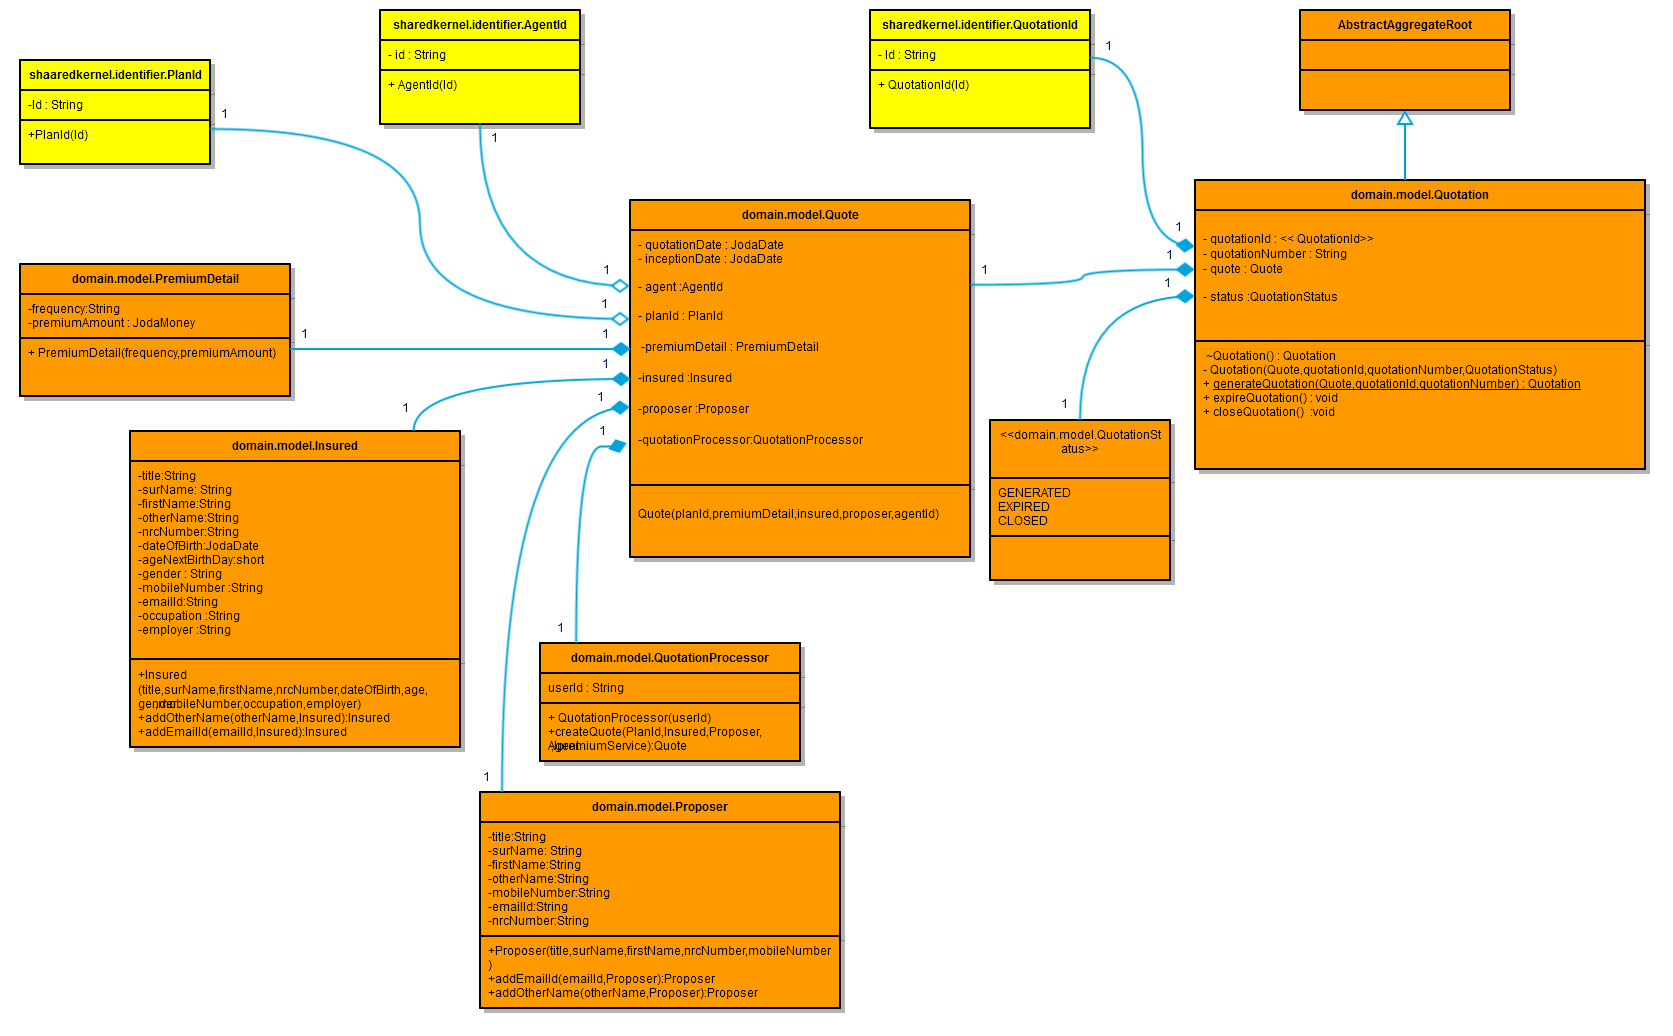 sharedkernel.identifier.AgentId
- id : String
+ AgentId(Id)
sharedkernel.identifier.QuotationId
- Id : String
+ QuotationId(Id)
1
AbstractAggregateRoot
shaaredkernel.identifier.PlanId
-Id : String
+PlanId(Id)
1
1
domain.model.Quotation
- quotationId : << QuotationId>>
- quotationNumber : String
- quote : Quote
- status :QuotationStatus
~Quotation() : Quotation
- Quotation(Quote,quotationId,quotationNumber,QuotationStatus)
+ generateQuotation(Quote,quotationId,quotationNumber) : Quotation
+ expireQuotation() : void
+ closeQuotation() :void
1
1
1
1
domain.model.Quote
- quotationDate : JodaDate
- inceptionDate : JodaDate
- agent :AgentId
- planId : PlanId
-premiumDetail : PremiumDetail
-insured :Insured
-proposer :Proposer
-quotationProcessor:QuotationProcessor
Quote(planId,premiumDetail,insured,proposer,agentId)
1
1
1
1
1
1
domain.model.PremiumDetail
-frequency:String
-premiumAmount : JodaMoney
+ PremiumDetail(frequency,premiumAmount)
1
1
1
<<domain.model.QuotationSt
atus>>
GENERATED
EXPIRED
CLOSED
domain.model.Insured
-title:String
-surName: String
-firstName:String
-otherName:String
-nrcNumber:String
-dateOfBirth:JodaDate
-ageNextBirthDay:short
-gender : String
-mobileNumber :String
-emailId:String
-occupation :String
-employer :String
+Insured
(title,surName,firstName,nrcNumber,dateOfBirth,age,
gender
,mobileNumber,occupation,employer)
+addOtherName(otherName,Insured):Insured
+addEmailId(emailId,Insured):Insured
1
domain.model.QuotationProcessor
userId : String
+ QuotationProcessor(userId)
+createQuote(PlanId,Insured,Proposer,
Agent
,IpremiumService):Quote
1
domain.model.Proposer
-title:String
-surName: String
-firstName:String
-otherName:String
-mobileNumber:String
-emailId:String
-nrcNumber:String
+Proposer(title,surName,firstName,nrcNumber,mobileNumber
)
+addEmailId(emailId,Proposer):Proposer
+addOtherName(otherName,Proposer):Proposer